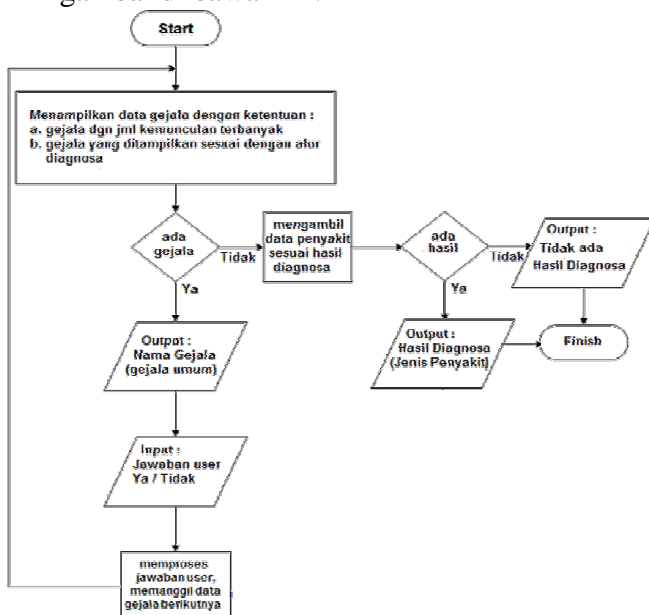 Start
Menampilkan data gejala dengan ketentuan :
a. gejala dgn jml kemunculan terbanyak
b. gejala yang ditampilkan sesuai dengan alur
diagnosa
ada
gejala
Tidak
Ya
mengambil
data penyakit
sesuai hasil
diagnosa
ada
hasil
Tidak
Ya
Output :
Tidak ada
Hasil Diagnosa
Output :
Hasil Diagnosa
(Jenis Penyakit)
Finish
Output :
Nama Gejala
(gejala umum)
Input :
Jawaban user
Ya / Tidak
memproses
jawaban user,
memanggil data
gejala berikutnya